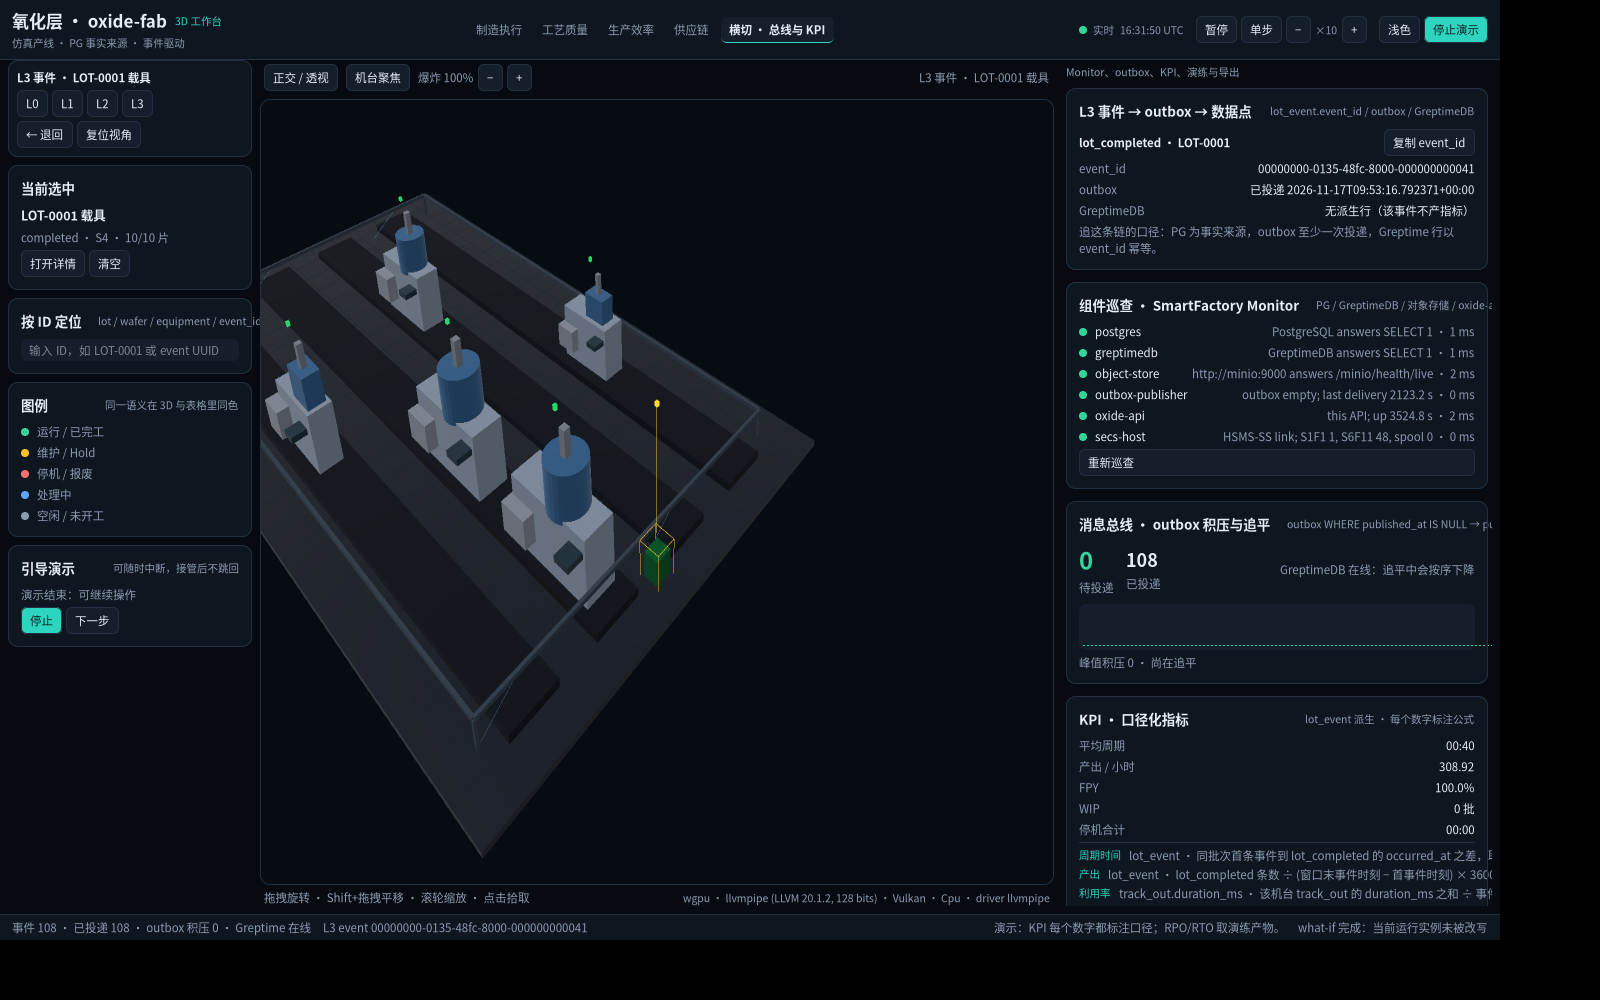 氧化层 · oxide-fab 3D 工作台
仿真产线 · PG 事实来源 · 事件驱动
制造执行 工艺质量 生产效率 供应链 横切 · 总线与 KPI
实时 16:31:50 UTC 暂停 单步 − ×10 + 浅色 停止演示
L3 事件 · LOT-0001 载具
L0 L1 L2 L3
← 退回 复位视角
当前选中
LOT-0001 载具
completed · S4 · 10/10 片
打开详情 清空
按 ID 定位 lot / wafer / equipment / event_id
输入 ID，如 LOT-0001 或 event UUID
图例 同一语义在 3D 与表格里同色
运行 / 已完工
维护 / Hold
停机 / 报废
处理中
空闲 / 未开工
引导演示 可随时中断，接管后不跳回
演示结束：可继续操作
停止 下一步
正交 / 透视 机台聚焦 爆炸 100% − + L3 事件 · LOT-0001 载具
拖拽旋转 · Shift+拖拽平移 · 滚轮缩放 · 点击拾取 wgpu · llvmpipe (LLVM 20.1.2, 128 bits) · Vulkan · Cpu · driver llvmpipe
Monitor、outbox、KPI、演练与导出
L3 事件 → outbox → 数据点 lot_event.event_id / outbox / GreptimeDB
lot_completed · LOT-0001 复制 event_id
event_id 00000000-0135-48fc-8000-000000000041
outbox 已投递 2026-11-17T09:53:16.792371+00:00
GreptimeDB 无派生行（该事件不产指标）
追这条链的口径：PG 为事实来源，outbox 至少一次投递，Greptime 行以
event_id 幂等。
组件巡查 · SmartFactory Monitor PG / GreptimeDB / 对象存储 / oxide-a
postgres PostgreSQL answers SELECT 1 · 1 ms
greptimedb GreptimeDB answers SELECT 1 · 1 ms
object-store http://minio:9000 answers /minio/health/live · 2 ms
outbox-publisher outbox empty; last delivery 2123.2 s · 0 ms
oxide-api this API; up 3524.8 s · 2 ms
secs-host HSMS-SS link; S1F1 1, S6F11 48, spool 0 · 0 ms
重新巡查
消息总线 · outbox 积压与追平 outbox WHERE published_at IS NULL → pu
0 108
待投递 已投递 GreptimeDB 在线：追平中会按序下降
峰值积压 0 · 尚在追平
KPI · 口径化指标 lot_event 派生 · 每个数字标注公式
平均周期 00:40
产出 / 小时 308.92
FPY 100.0%
WIP 0 批
停机合计 00:00
周期时间 lot_event · 同批次首条事件到 lot_completed 的 occurred_at 之差，
产出 lot_event · lot_completed 条数 ÷ (窗口末事件时刻 − 首事件时刻) × 3600
利用率 track_out.duration_ms · 该机台 track_out 的 duration_ms 之和 ÷ 事件
事件 108 · 已投递 108 · outbox 积压 0 · Greptime 在线 L3 event 00000000-0135-48fc-8000-000000000041
演示：KPI 每个数字都标注口径；RPO/RTO 取演练产物。 what-if 完成：当前运行实例未被改写